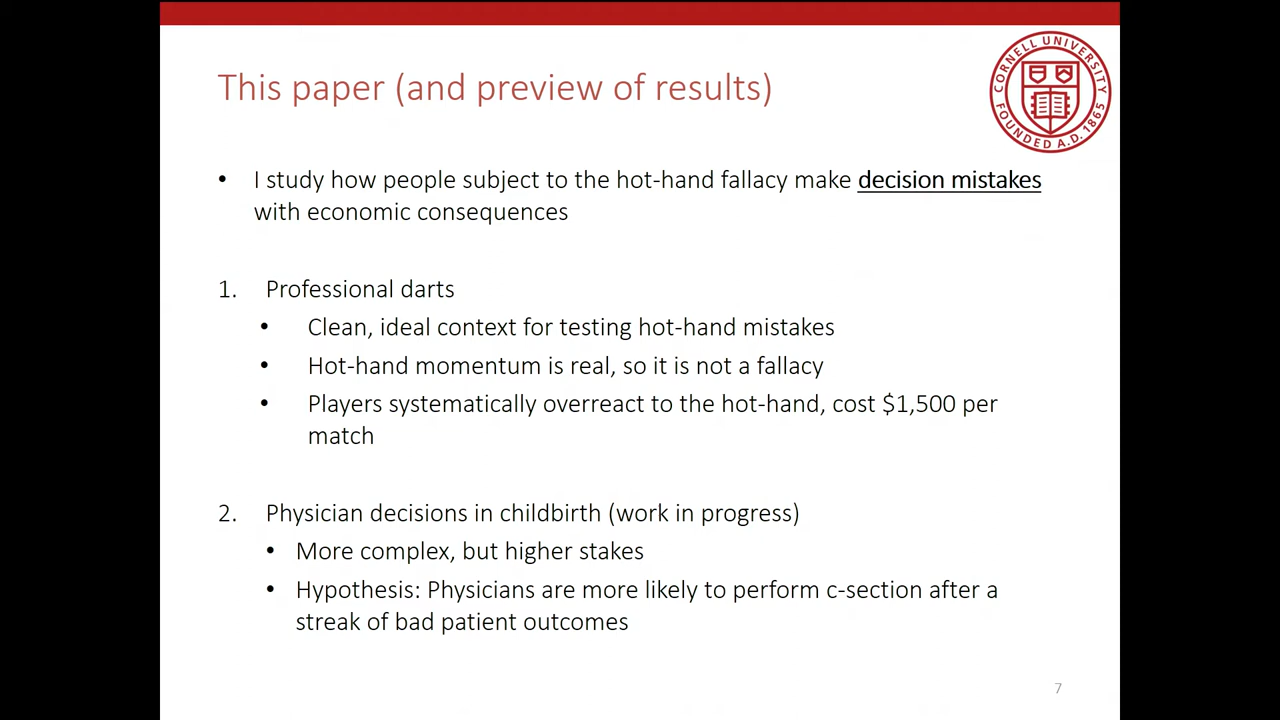 This paper (and preview of results)
CORNELL UNIVERSITY
FOUNDED A.D. 1865
• I study how people subject to the hot-hand fallacy make decision mistakes
with economic consequences
1. Professional darts
• Clean, ideal context for testing hot-hand mistakes
• Hot-hand momentum is real, so it is not a fallacy
• Players systematically overreact to the hot-hand, cost $1,500 per
match
2. Physician decisions in childbirth (work in progress)
• More complex, but higher stakes
• Hypothesis: Physicians are more likely to perform c-section after a
streak of bad patient outcomes
7